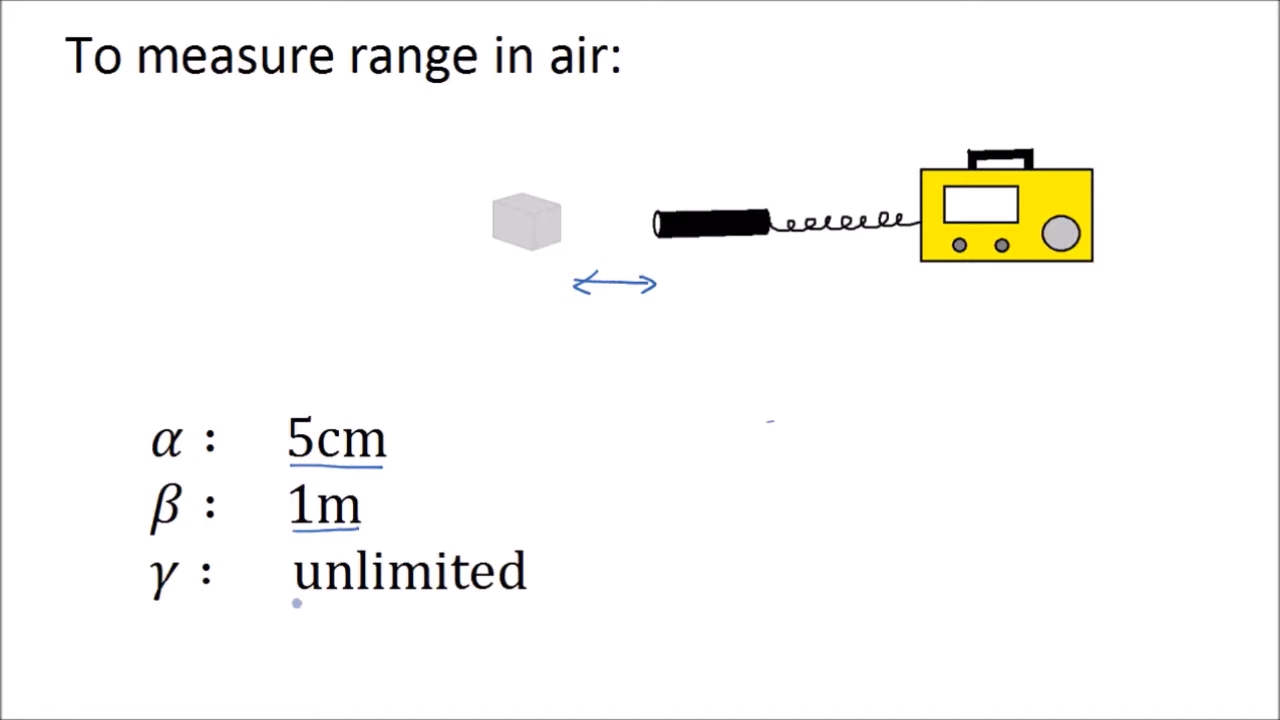 To measure range in air:
α : 5cm
β : 1m
γ : unlimited